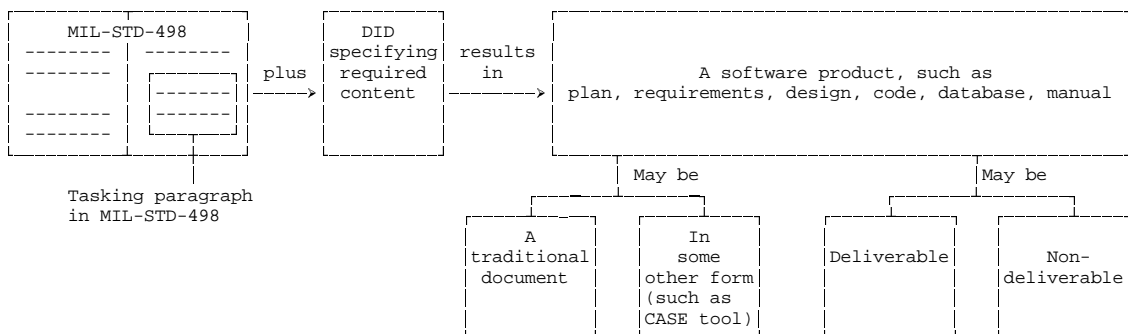 MIL-STD-498
plus
DID
specifying
required
content
results
in
A software product, such as
plan, requirements, design, code, database, manual
Tasking paragraph
in MIL-STD-498
May be
May be
A
traditional
document
In
some
other form
(such as
CASE tool)
Deliverable
Non-
deliverable